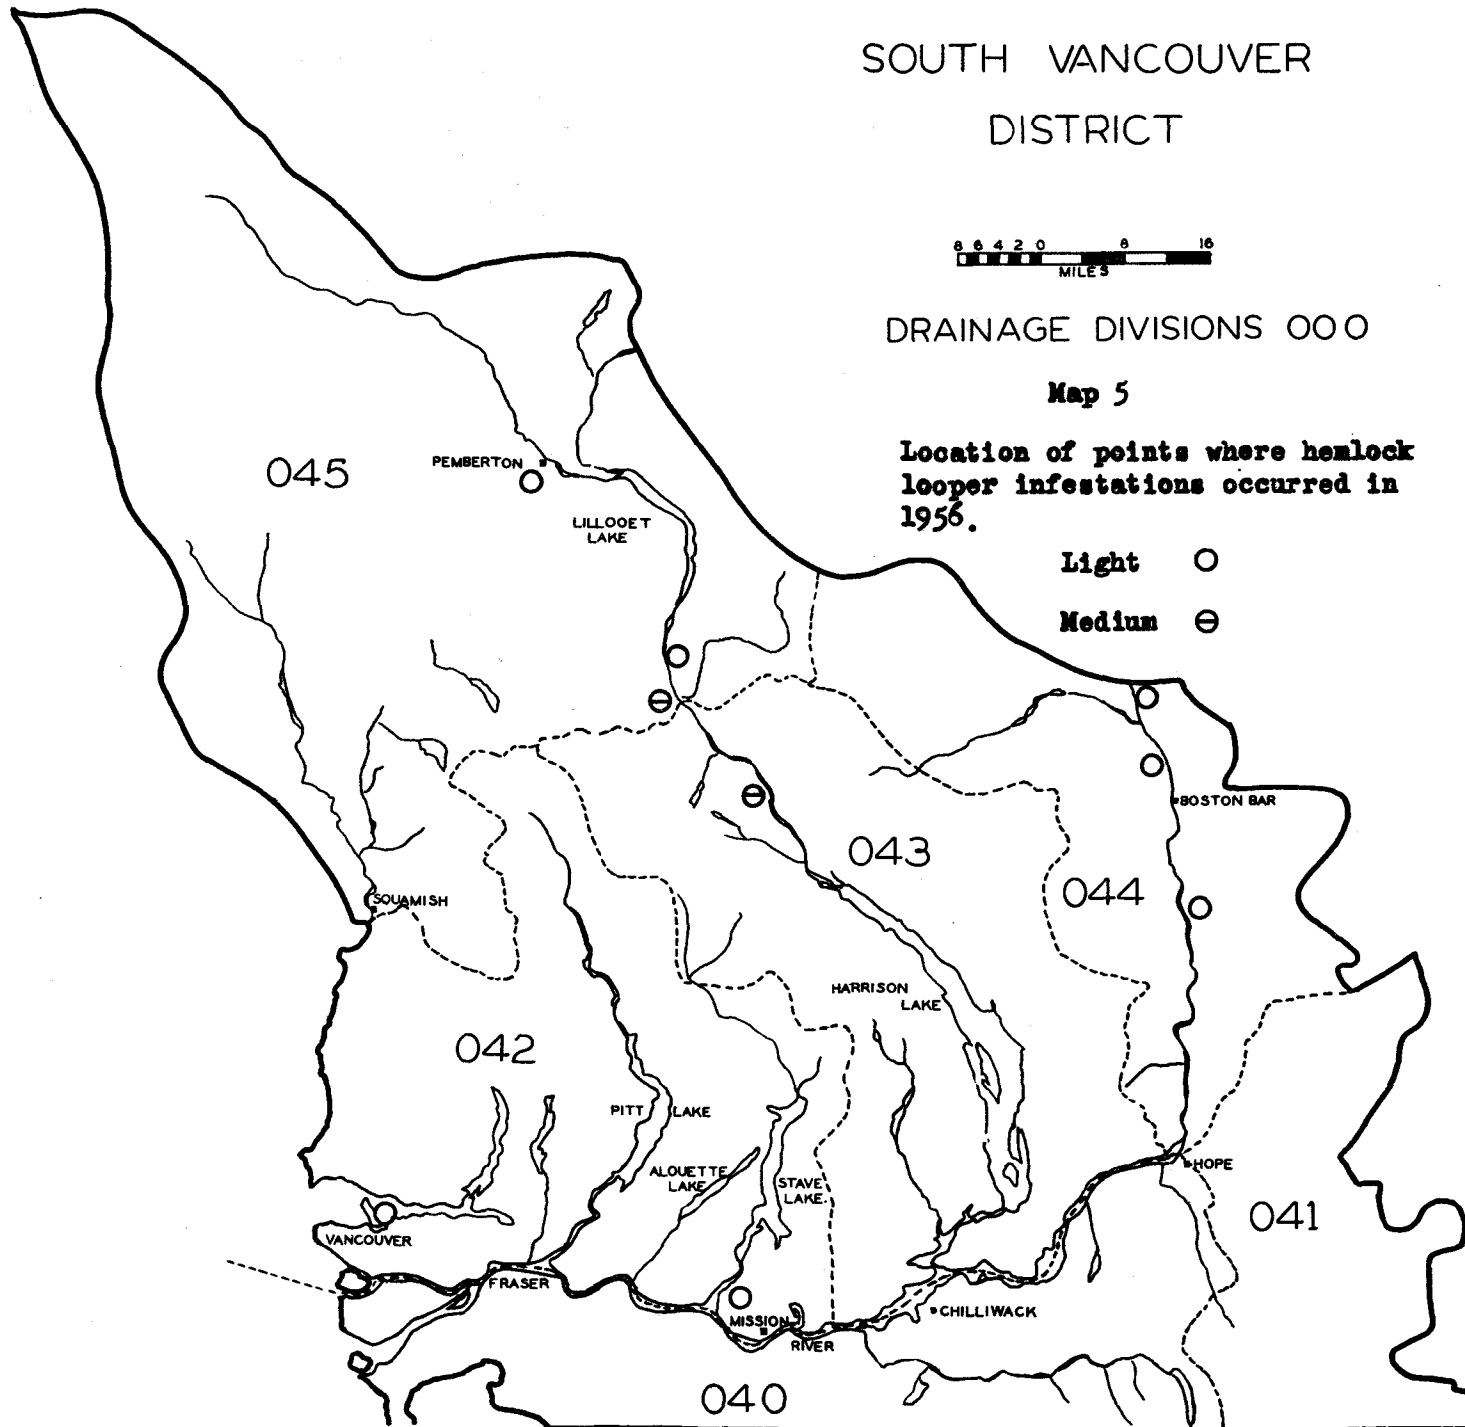 SOUTH VANCOUVER
DISTRICT
8 6 4 2 0 8 16
MILES
DRAINAGE DIVISIONS 000
Map 5
Location of points where hemlock
looper infestations occurred in
1956.
Light
Medium
045
PEMBERTON
LILLOOET
LAKE
BOSTON BAR
043
044
SQUAMISH
HARRISON
LAKE
042
PITT LAKE
ALOUETTE
LAKE
STAVE
LAKE
HOPE
041
VANCOUVER
FRASER
CHILLIWACK
MISSION
RIVER
040